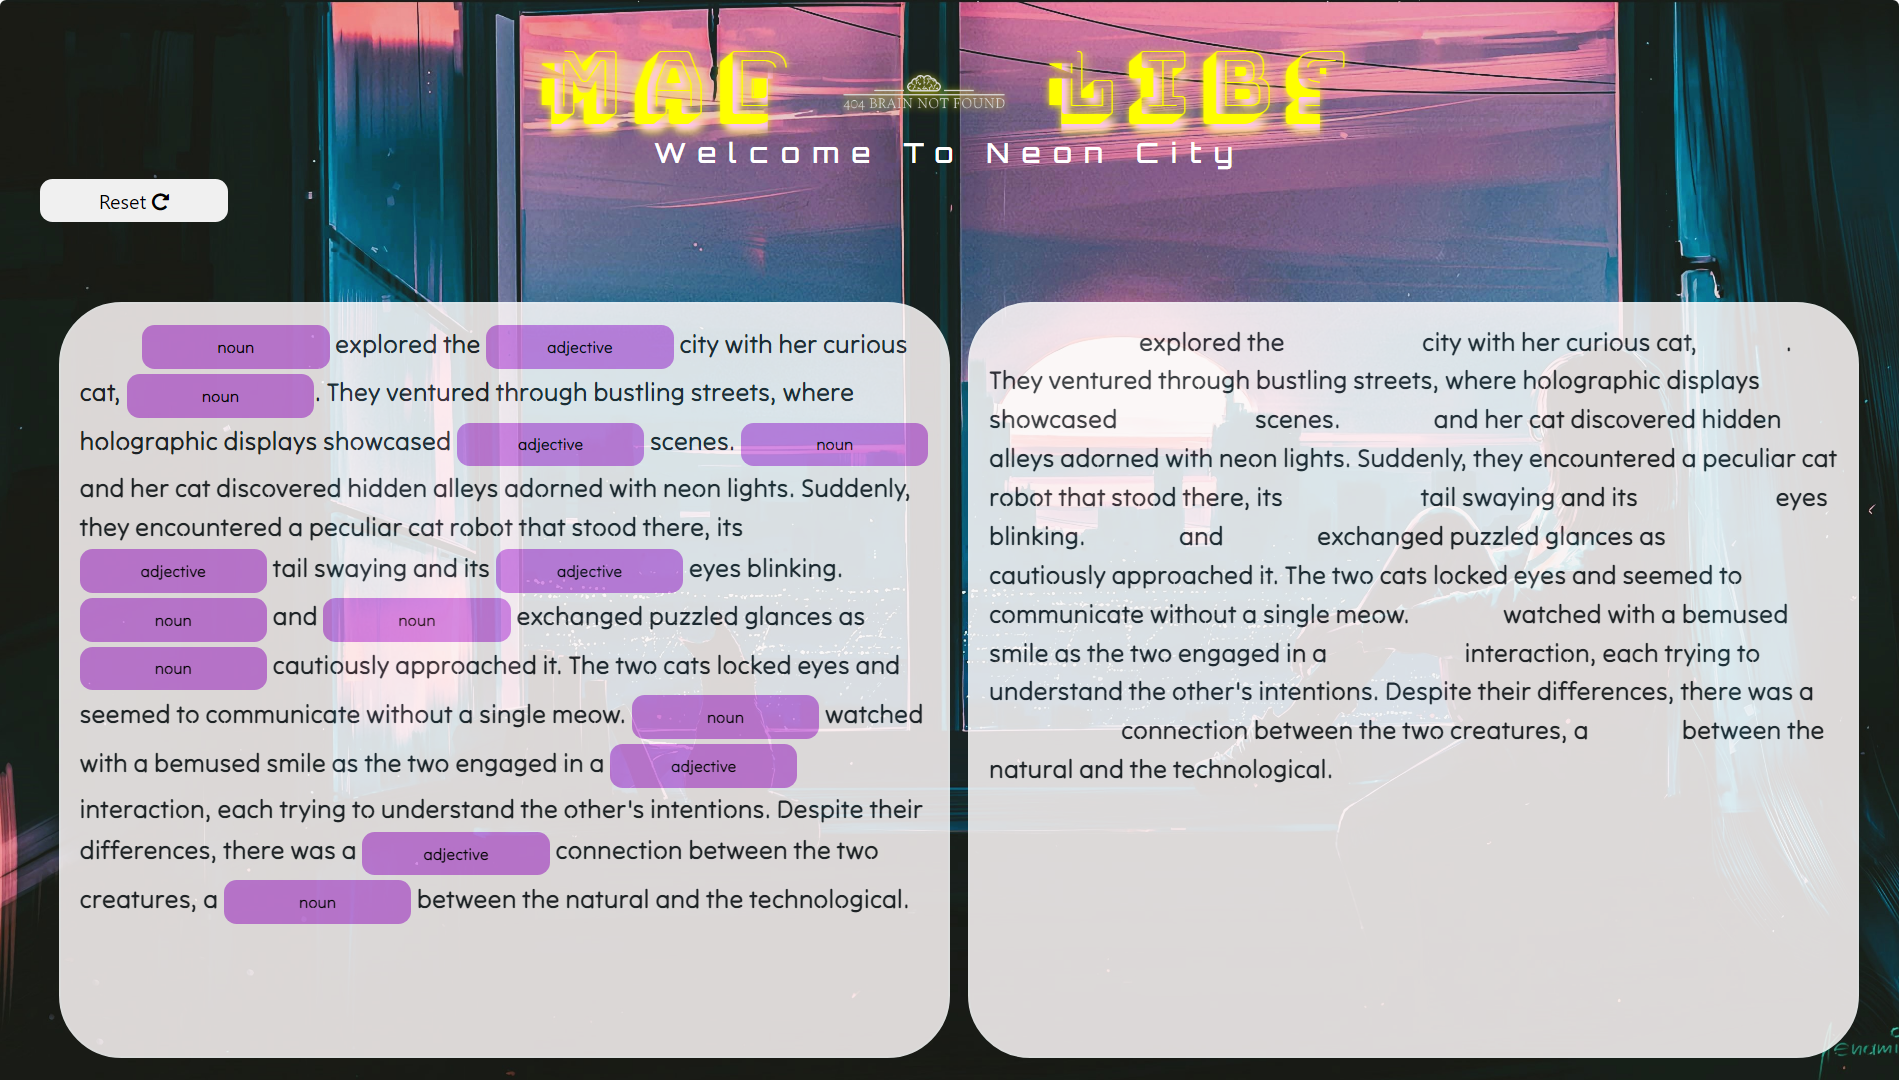 MAD LIBS
404 BRAIN NOT FOUND
Welcome To Neon City
Reset
noun explored the adjective city with her curious
cat, noun . They ventured through bustling streets, where
holographic displays showcased adjective scenes. noun
and her cat discovered hidden alleys adorned with neon lights. Suddenly,
they encountered a peculiar cat robot that stood there, its
adjective tail swaying and its adjective eyes blinking.
noun and noun exchanged puzzled glances as
noun cautiously approached it. The two cats locked eyes and
seemed to communicate without a single meow. noun watched
with a bemused smile as the two engaged in a adjective
interaction, each trying to understand the other's intentions. Despite their
differences, there was a adjective connection between the two
creatures, a noun between the natural and the technological.
explored the city with her curious cat, .
They ventured through bustling streets, where holographic displays
showcased scenes. and her cat discovered hidden
alleys adorned with neon lights. Suddenly, they encountered a peculiar cat
robot that stood there, its tail swaying and its eyes
blinking. and exchanged puzzled glances as
cautiously approached it. The two cats locked eyes and seemed to
communicate without a single meow. watched with a bemused
smile as the two engaged in a interaction, each trying to
understand the other's intentions. Despite their differences, there was a
connection between the two creatures, a between the
natural and the technological.